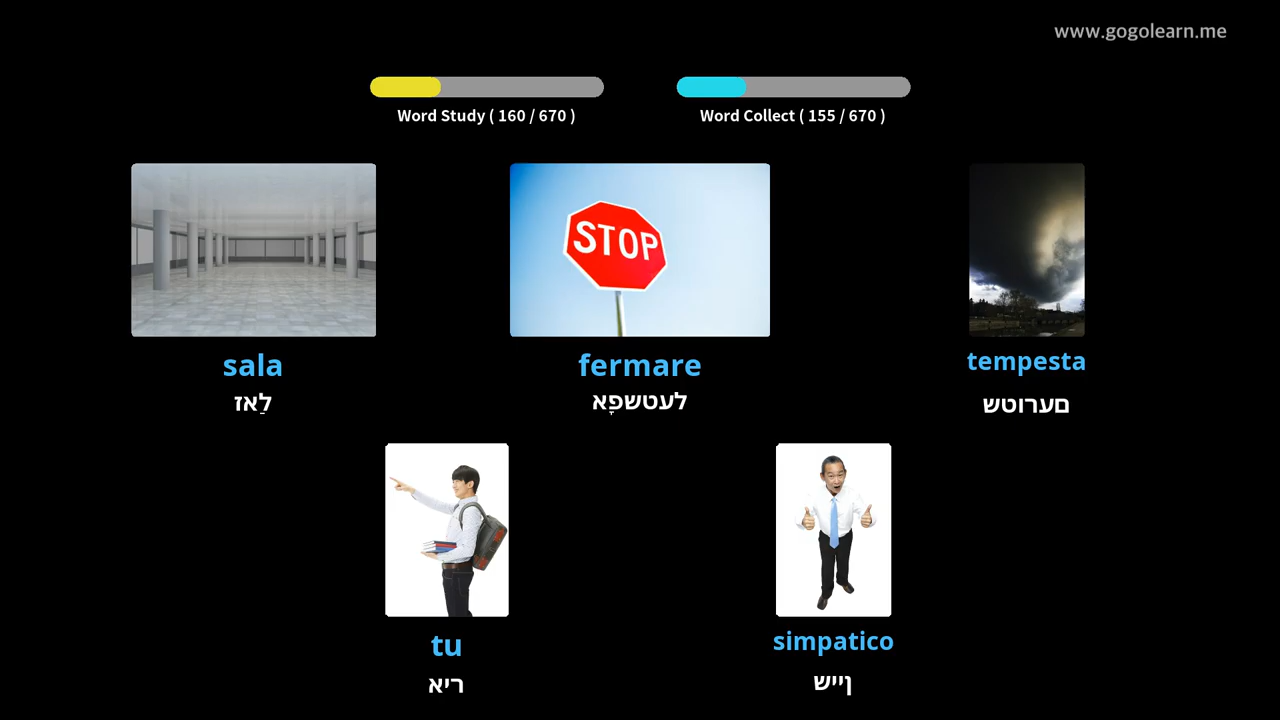 www.gogolearn.me
Word Study ( 160 / 670 )
Word Collect ( 155 / 670 )
STOP
sala
לַאז
fermare
לעטשפָא
tempesta
םערוטש
tu
ריא
simpatico
ןייש